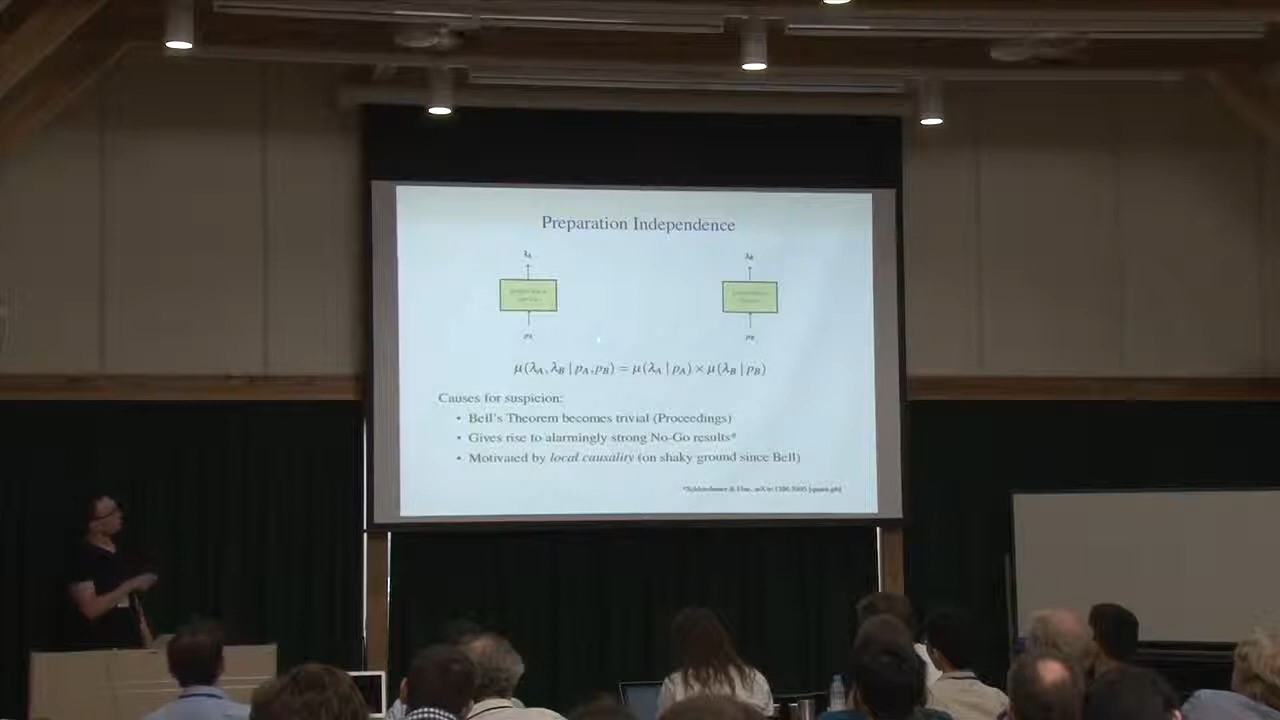 Preparation Independence
λA λB
pA pB
μ(λA, λB | pA, pB) = μ(λA | pA) × μ(λB | pB)
Causes for suspicion:
• Bell's Theorem becomes trivial (Proceedings)
• Gives rise to alarmingly strong No-Go results*
• Motivated by local causality (on shaky ground since Bell)